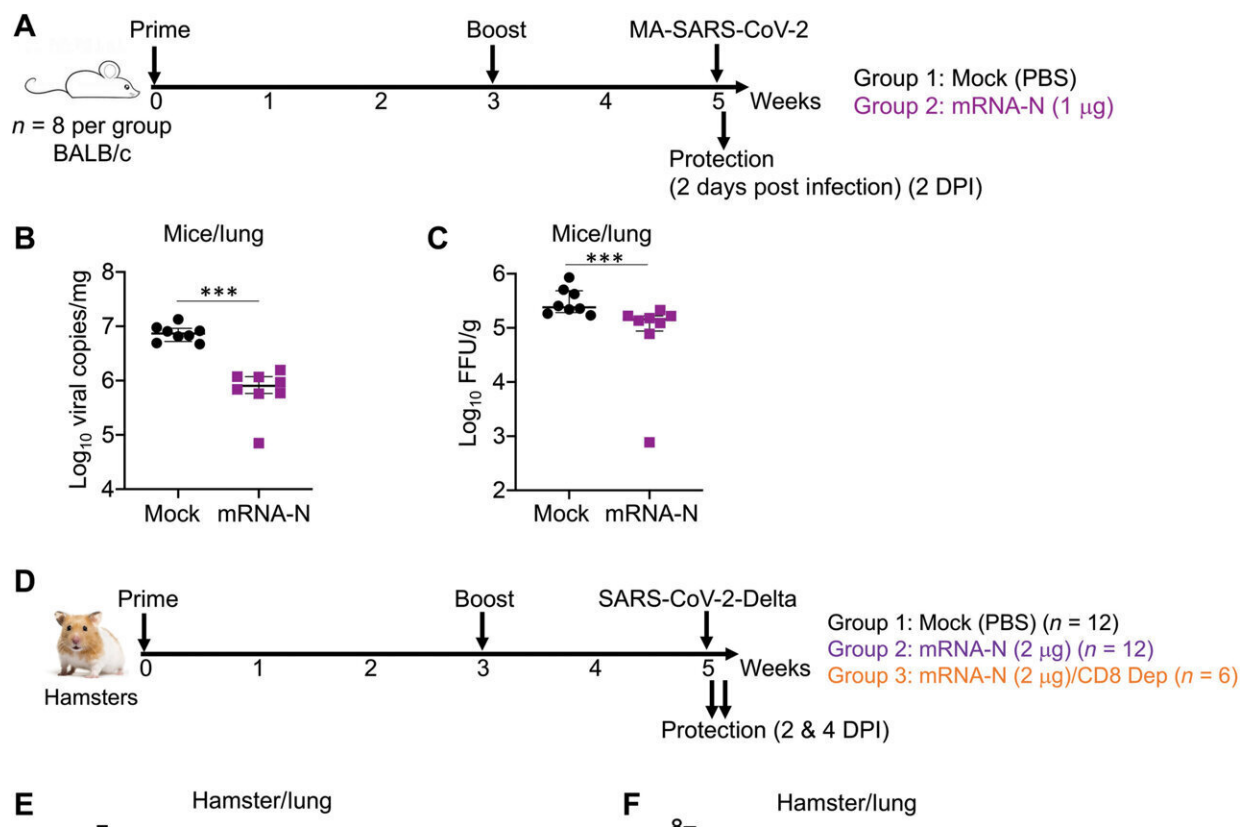 A
Prime
Boost
MA-SARS-CoV-2
0 1 2 3 4 5 Weeks
n = 8 per group
BALB/c
Group 1: Mock (PBS)
Group 2: mRNA-N (1 μg)
Protection
(2 days post infection) (2 DPI)
B
Mice/lung
Log10 viral copies/mg
8
7
6
5
4
***
Mock mRNA-N
C
Mice/lung
Log10 FFU/g
6
5
4
3
2
***
Mock mRNA-N
D
Prime
Boost
SARS-CoV-2-Delta
0 1 2 3 4 5 Weeks
Hamsters
Group 1: Mock (PBS) (n = 12)
Group 2: mRNA-N (2 μg) (n = 12)
Group 3: mRNA-N (2 μg)/CD8 Dep (n = 6)
Protection (2 & 4 DPI)
E
Hamster/lung
F
Hamster/lung
8